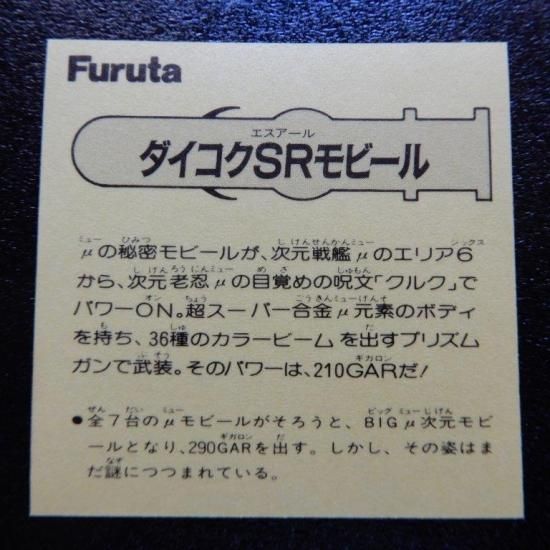 Furuta
エスアール
ダイコクSRモビール
ミュー ひみつ じげんせんかんミュー シックス
μの秘密モビールが、次元戦艦μのエリア6
じげんろうにんミュー めざ じゅもん
から、次元老忍μの目覚めの呪文「クルク」で
オン ちょう ごうきんミューげんそ
パワーON。超スーパー合金μ元素のボディ
も しゅ だ
を持ち、36種のカラービームを出すプリズム
ぶそう ギガロン
ガンで武装。そのパワーは、210GARだ!
ぜん だい ミュー ビッグ ミュー じげん
●全7台のμモビールがそろうと、BIGμ次元モビ
ギガロン だ
ールとなり、290GARを出す。しかし、その姿はま
なぞ
だ謎につつまれている。